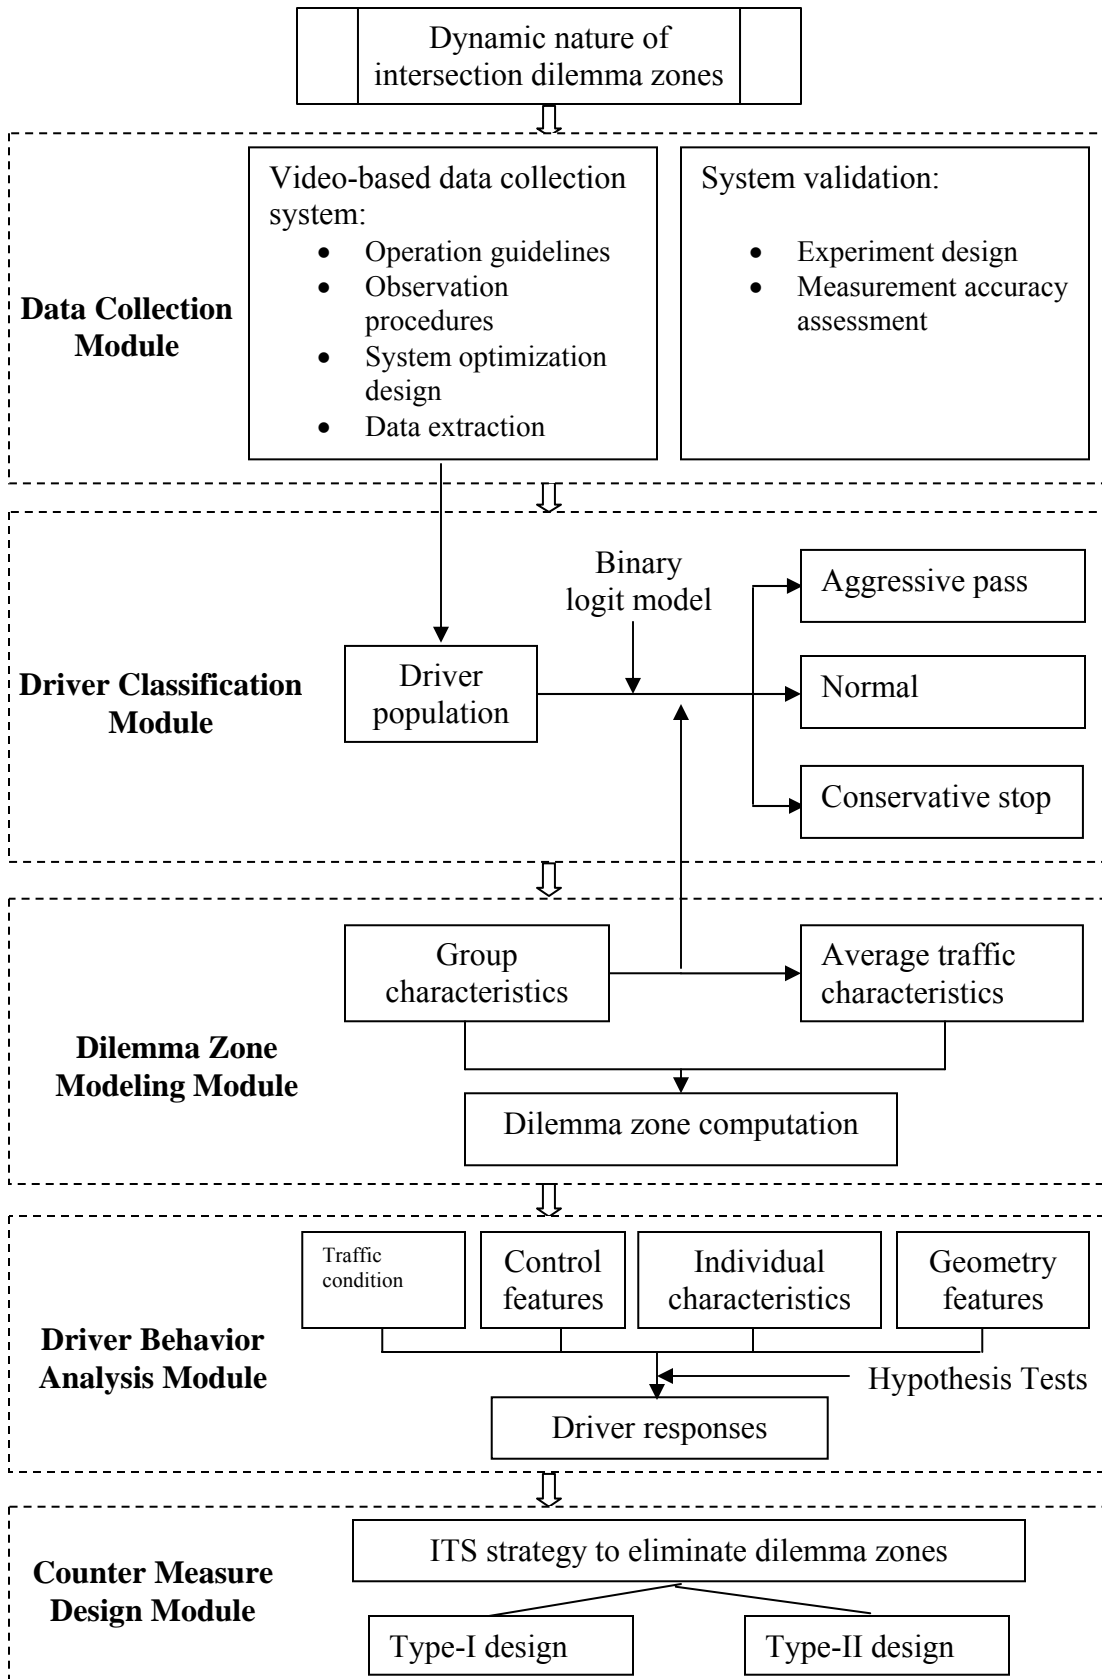 Dynamic nature of
intersection dilemma zones
Data Collection
Module
Video-based data collection
system:
• Operation guidelines
• Observation
procedures
• System optimization
design
• Data extraction
System validation:
• Experiment design
• Measurement accuracy
assessment
Driver Classification
Module
Driver
population
Binary
logit model
Aggressive pass
Normal
Conservative stop
Dilemma Zone
Modeling Module
Group
characteristics
Average traffic
characteristics
Dilemma zone computation
Driver Behavior
Analysis Module
Traffic
condition
Control
features
Individual
characteristics
Geometry
features
Hypothesis Tests
Driver responses
Counter Measure
Design Module
ITS strategy to eliminate dilemma zones
Type-I design
Type-II design